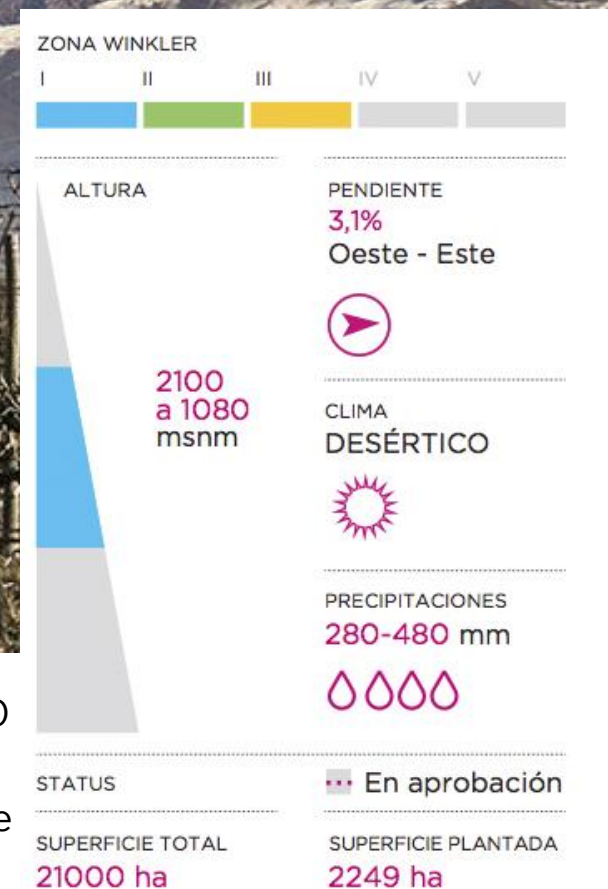 ZONA WINKLER
I II III IV V
ALTURA
2100
a 1080
msnm
PENDIENTE
3,1%
Oeste - Este
CLIMA
DESÉRTICO
PRECIPITACIONES
280-480 mm
STATUS
En aprobación
SUPERFICIE TOTAL
21000 ha
SUPERFICIE PLANTADA
2249 ha